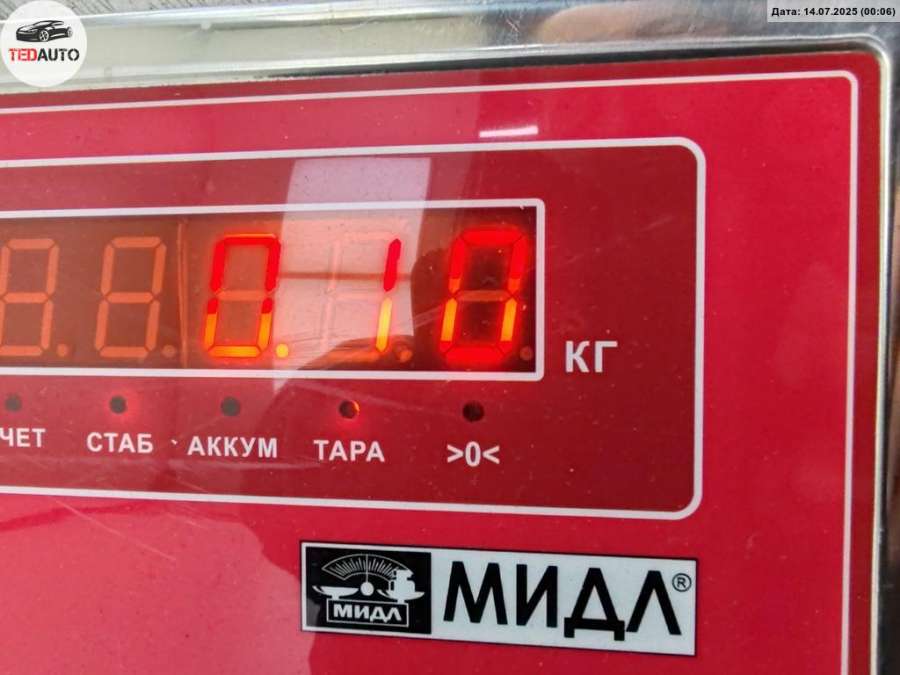 TEDAUTO
Дата: 14.07.2025 (00:06)
0.10
КГ
ЧЕТ СТАБ АККУМ ТАРА >0<
МИДЛ МИДЛ®